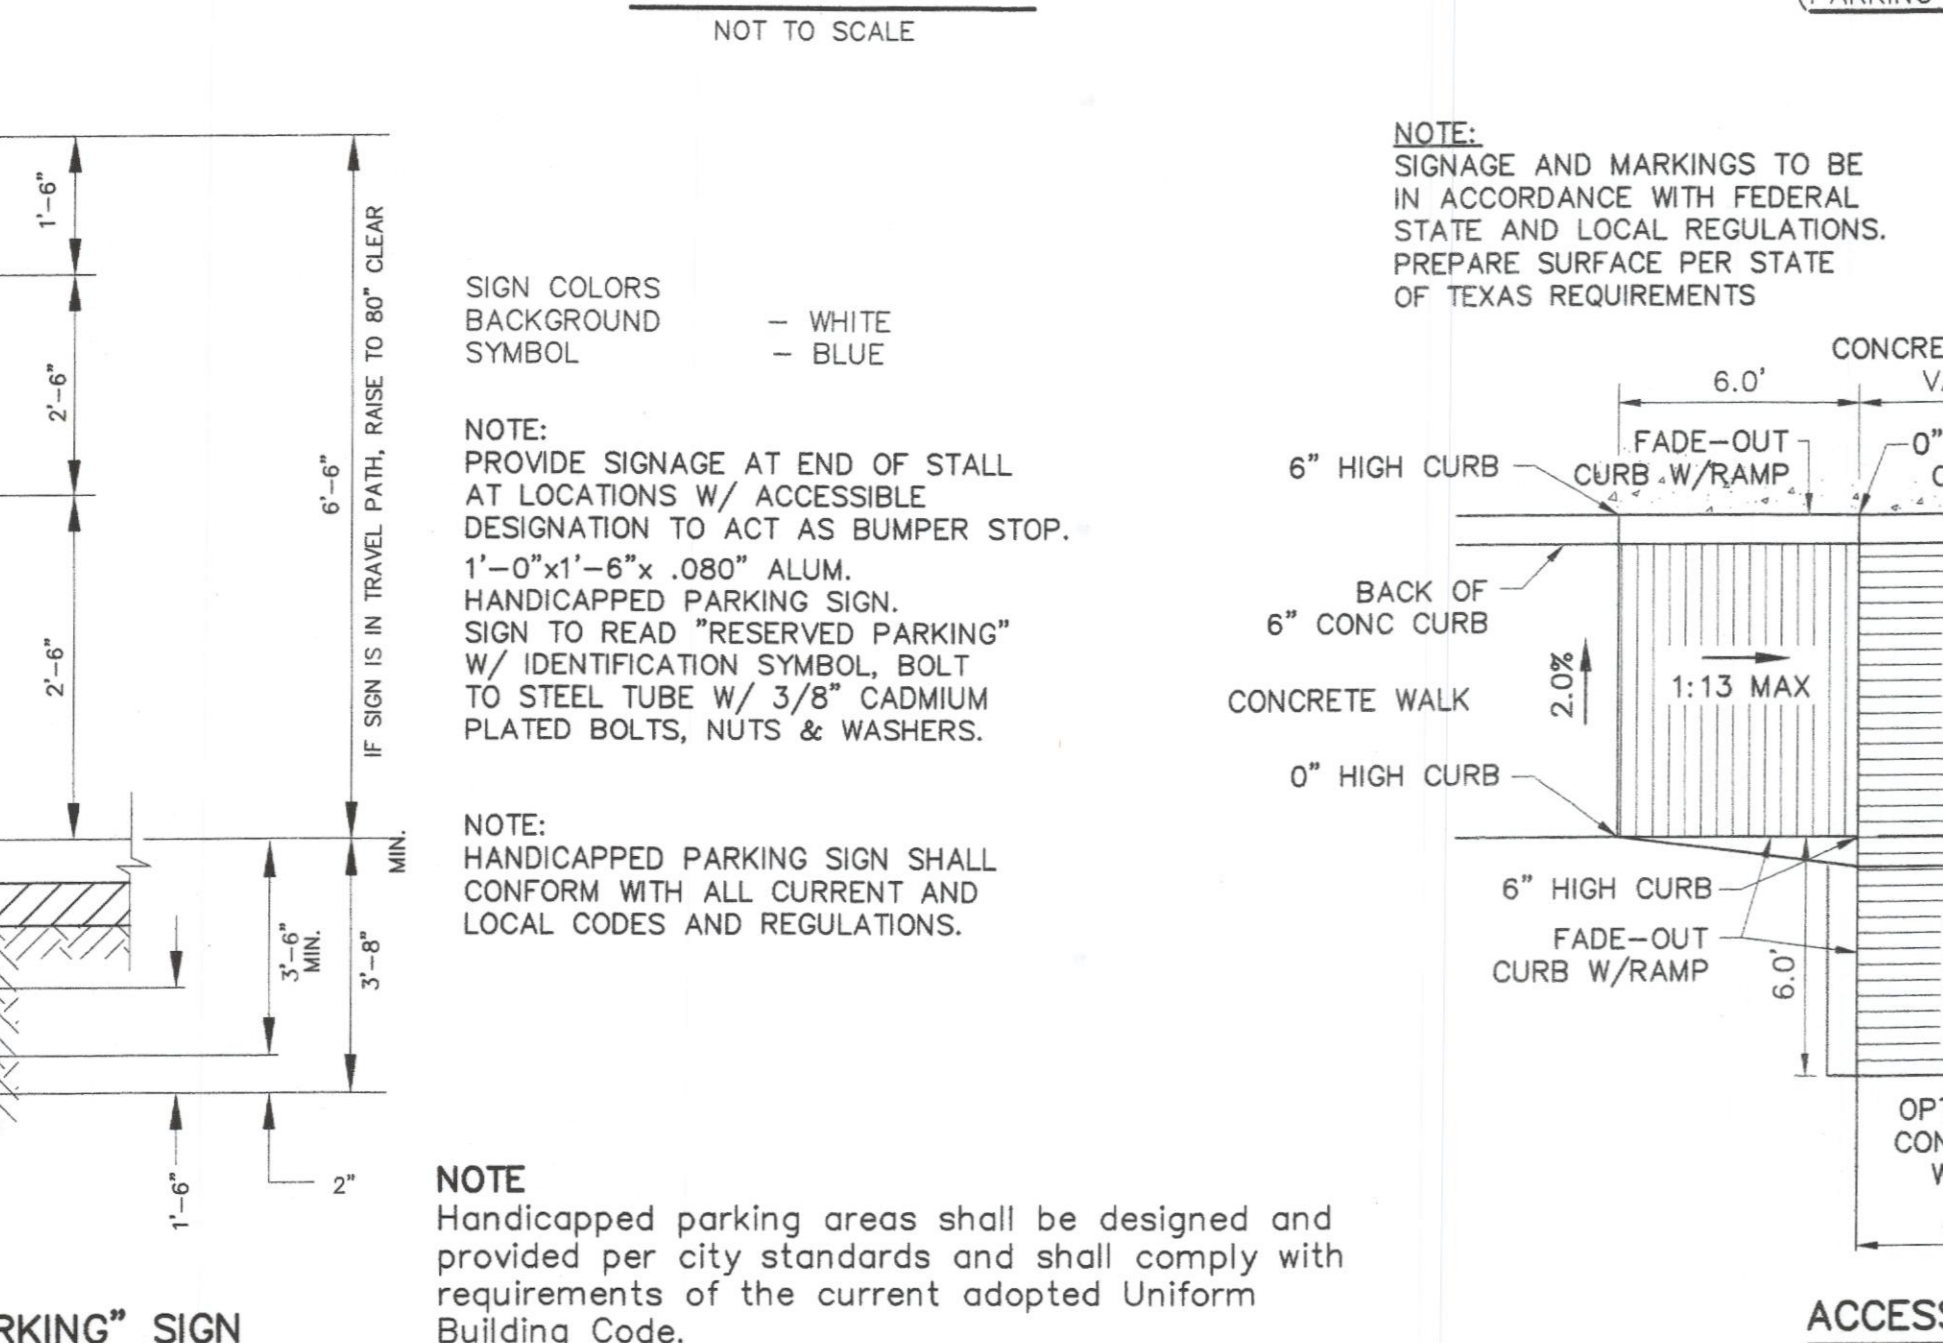 NOT TO SCALE
1'-6"
2'-6"
2'-6"
6'-6"
IF SIGN IS IN TRAVEL PATH, RAISE TO 80" CLEAR
MIN.
3'-6"
MIN.
3'-8"
1'-6"
2"
SIGN COLORS
BACKGROUND - WHITE
SYMBOL - BLUE
NOTE:
PROVIDE SIGNAGE AT END OF STALL
AT LOCATIONS W/ ACCESSIBLE
DESIGNATION TO ACT AS BUMPER STOP.
1'-0"x1'-6"x .080" ALUM.
HANDICAPPED PARKING SIGN.
SIGN TO READ "RESERVED PARKING"
W/ IDENTIFICATION SYMBOL, BOLT
TO STEEL TUBE W/ 3/8" CADMIUM
PLATED BOLTS, NUTS & WASHERS.
NOTE:
HANDICAPPED PARKING SIGN SHALL
CONFORM WITH ALL CURRENT AND
LOCAL CODES AND REGULATIONS.
NOTE
Handicapped parking areas shall be designed and
provided per city standards and shall comply with
requirements of the current adopted Uniform
Building Code.
RKING" SIGN
NOTE:
SIGNAGE AND MARKINGS TO BE
IN ACCORDANCE WITH FEDERAL
STATE AND LOCAL REGULATIONS.
PREPARE SURFACE PER STATE
OF TEXAS REQUIREMENTS
CONCRE
6.0'
FADE-OUT
CURB W/RAMP
0"
6" HIGH CURB
BACK OF
6" CONC CURB
2.0%
1:13 MAX
CONCRETE WALK
0" HIGH CURB
6" HIGH CURB
FADE-OUT
CURB W/RAMP
6.0'
OPT
CON
W
ACCESS